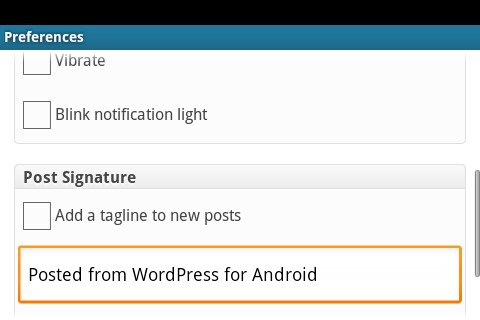 Preferences
Vibrate
Blink notification light
Post Signature
Add a tagline to new posts
Posted from WordPress for Android